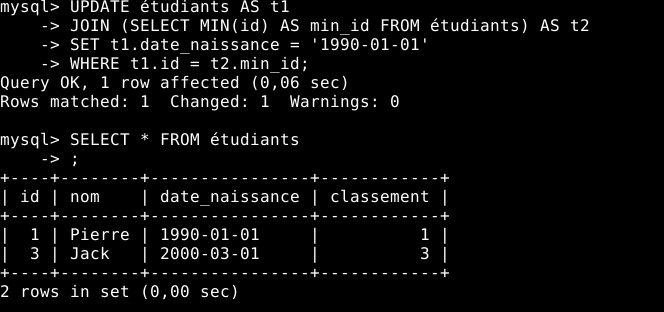 mysql> UPDATE étudiants AS t1
    -> JOIN (SELECT MIN(id) AS min_id FROM étudiants) AS t2
    -> SET t1.date_naissance = '1990-01-01'
    -> WHERE t1.id = t2.min_id;
Query OK, 1 row affected (0,06 sec)
Rows matched: 1  Changed: 1  Warnings: 0

mysql> SELECT * FROM étudiants
    -> ;
+----+--------+----------------+------------+
| id | nom    | date_naissance | classement |
+----+--------+----------------+------------+
|  1 | Pierre | 1990-01-01     |          1 |
|  3 | Jack   | 2000-03-01     |          3 |
+----+--------+----------------+------------+
2 rows in set (0,00 sec)